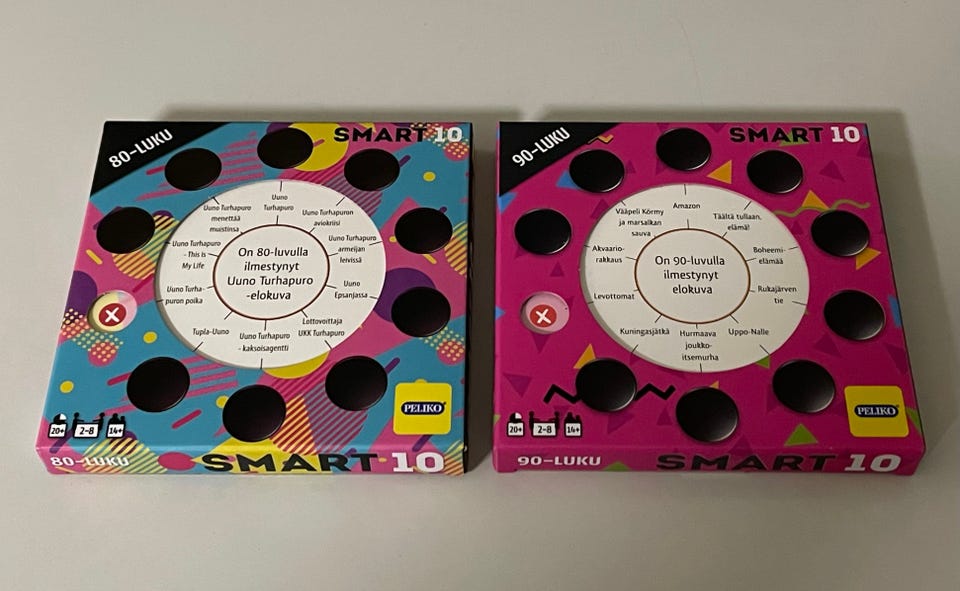 80-LUKU
SMART 10
Uuno
Turhapuro
Uuno Turhapuron
aviokriisi
Uuno Turhapuro
armeijan
leivissä
Uuno
Epsanjassa
Lottovoittaja
UKK Turhapuro
Uuno Turhapuro
- kaksoisagentti
Tupla-Uuno
Uuno Turha-
puron poika
Uuno Turhapuro
- This is
My Life
Uuno Turhapuro
menettää
muistinsa
On 80-luvulla
ilmestynyt
Uuno Turhapuro
-elokuva
20+
2-8
14+
PELIKO
80-LUKU
SMART 10
90-LUKU
SMART 10
Amazon
Täältä tullaan,
elämä!
Boheemi-
elämää
Rukajärven
tie
Uppo-Nalle
Hurmaava
joukko-
itsemurha
Kuningasjätkä
Levottomat
Akvaario-
rakkaus
Vääpeli Körmy
ja marsalkan
sauva
On 90-luvulla
ilmestynyt
elokuva
20+
2-8
14+
PELIKO
90-LUKU
SMART 10